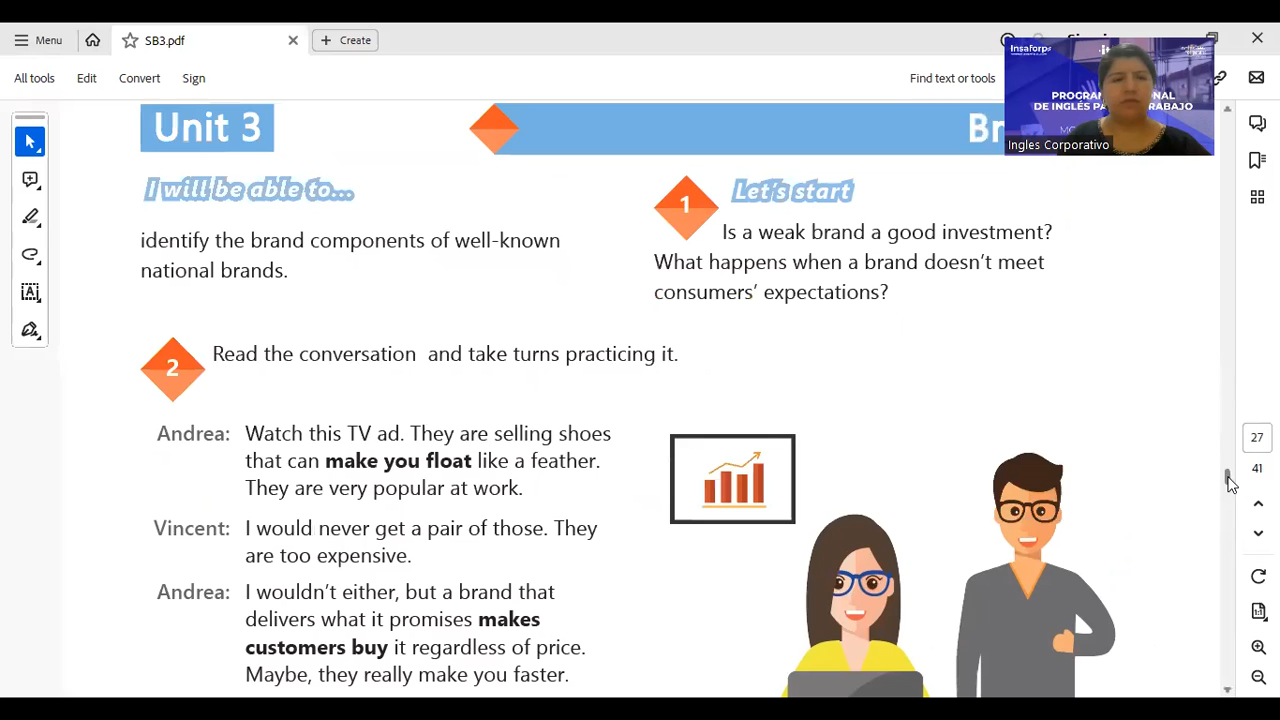 Menu
SB3.pdf
Create
All tools
Edit
Convert
Sign
Find text or tools
Insaforp
DE INGLÉS PA
Ingles Corporativo
Unit 3
I will be able to...
identify the brand components of well-known
national brands.
1
Let's start
Is a weak brand a good investment?
What happens when a brand doesn't meet
consumers' expectations?
2
Read the conversation and take turns practicing it.
Andrea: Watch this TV ad. They are selling shoes
that can make you float like a feather.
They are very popular at work.
Vincent: I would never get a pair of those. They
are too expensive.
Andrea: I wouldn't either, but a brand that
delivers what it promises makes
customers buy it regardless of price.
Maybe, they really make you faster.
27
41